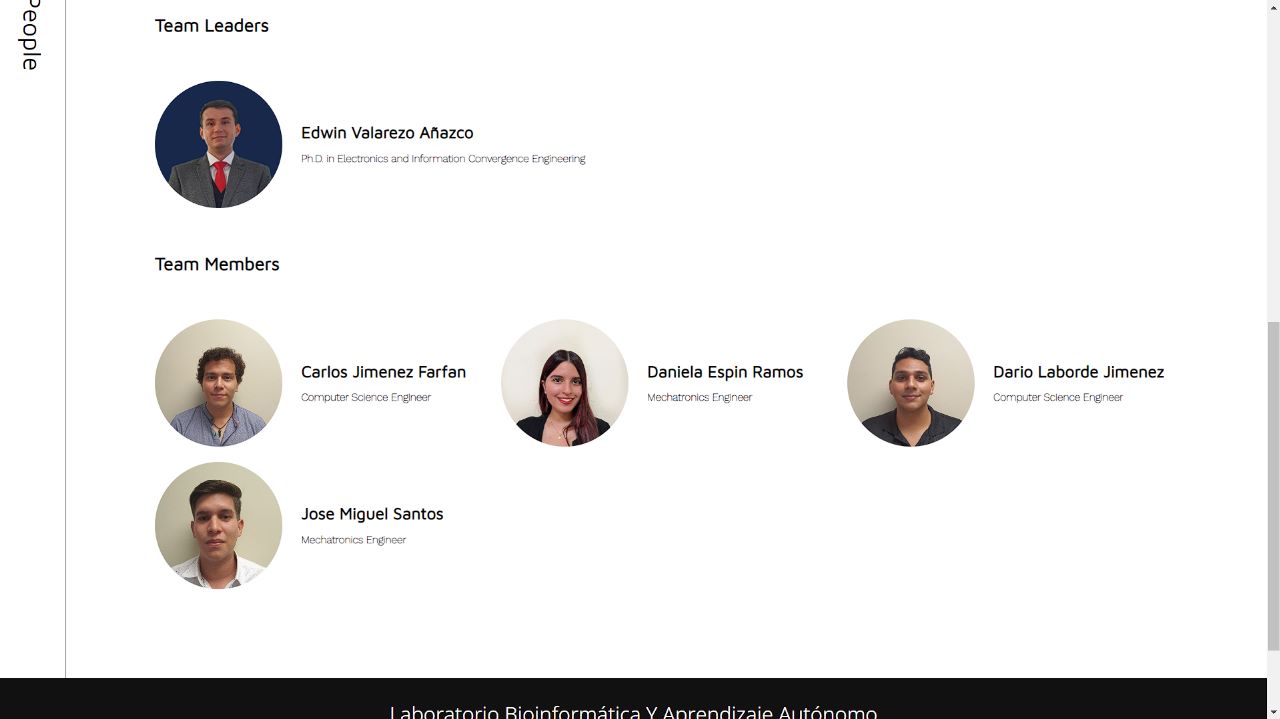 People
Team Leaders
Edwin Valarezo Añazco
Ph.D. in Electronics and Information Convergence Engineering
Team Members
Carlos Jimenez Farfan
Computer Science Engineer
Daniela Espin Ramos
Mechatronics Engineer
Dario Laborde Jimenez
Computer Science Engineer
Jose Miguel Santos
Mechatronics Engineer
Laboratorio Bioinformática Y Aprendizaje Autónomo